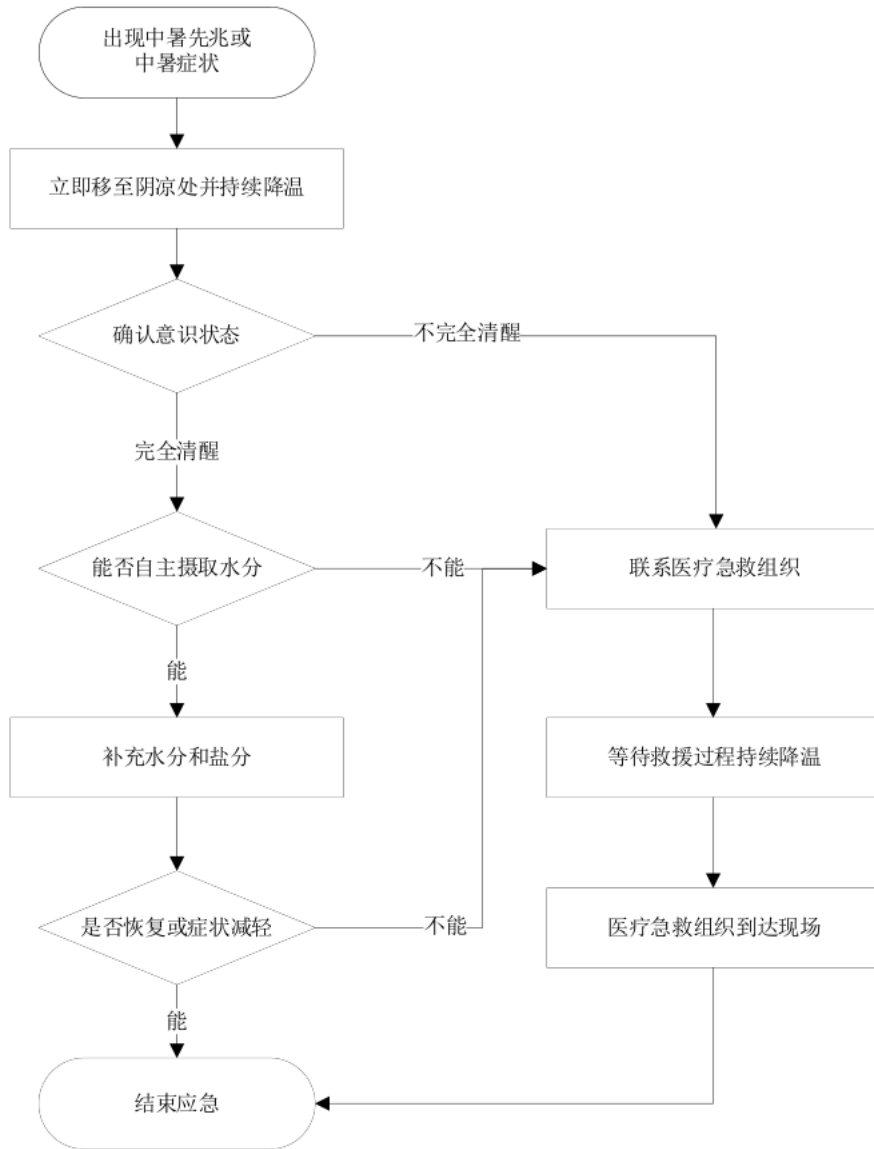 出现中暑先兆或
中暑症状
立即移至阴凉处并持续降温
确认意识状态
不完全清醒
完全清醒
能否自主摄取水分
不能
联系医疗急救组织
能
补充水分和盐分
等待救援过程持续降温
是否恢复或症状减轻
不能
医疗急救组织到达现场
能
结束应急